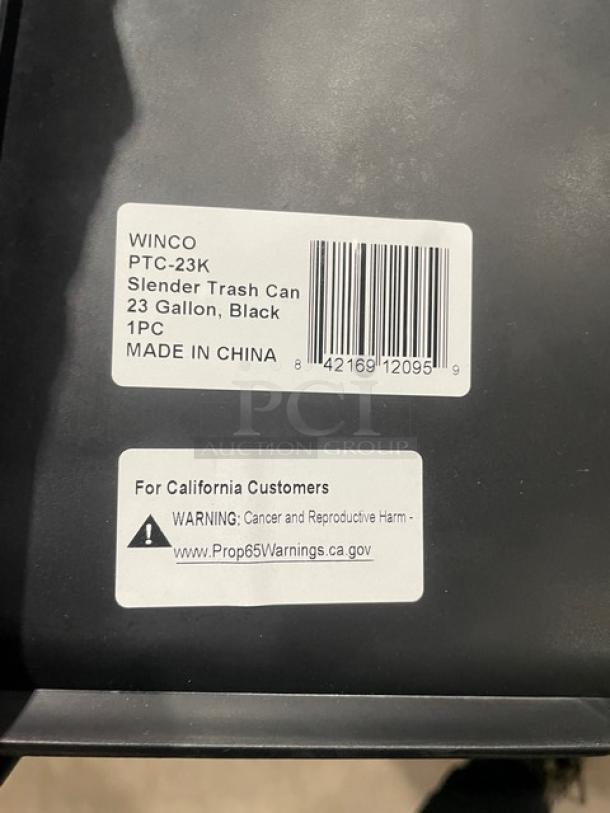 WINCO
PTC-23K
Slender Trash Can
23 Gallon, Black
1PC
MADE IN CHINA
8 42169 12095 9
PCI
AUCTION GROUP
For California Customers
WARNING: Cancer and Reproductive Harm -
www.Prop65Warnings.ca.gov